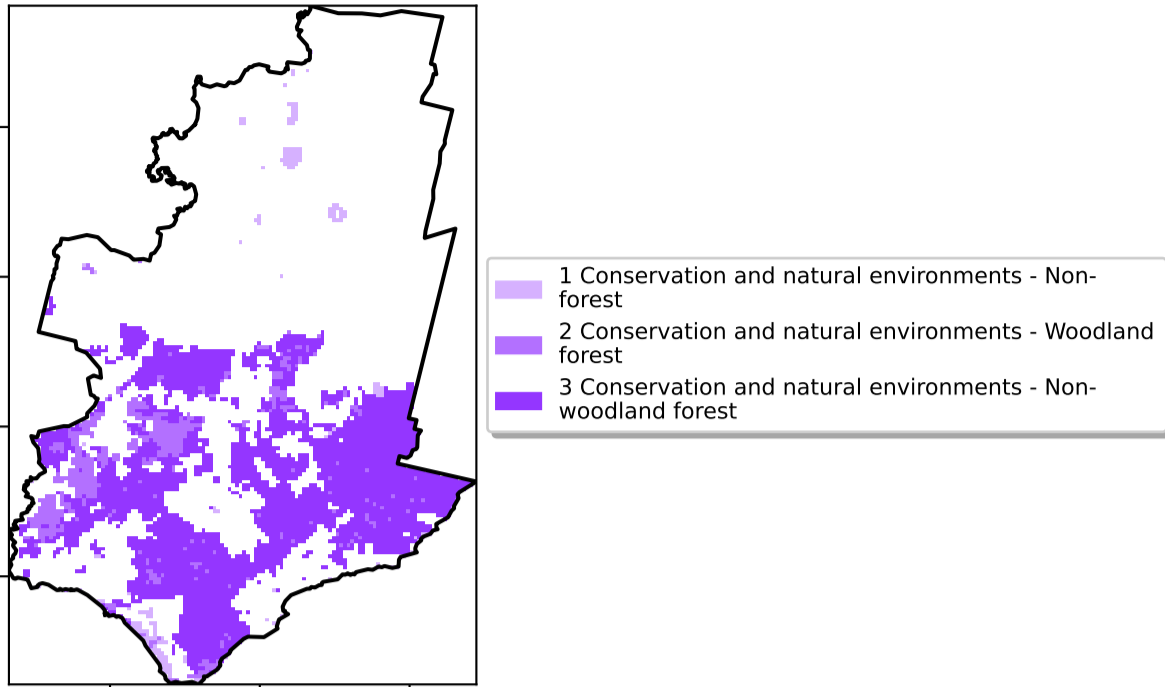 1 Conservation and natural environments - Non-
forest
2 Conservation and natural environments - Woodland
forest
3 Conservation and natural environments - Non-
woodland forest